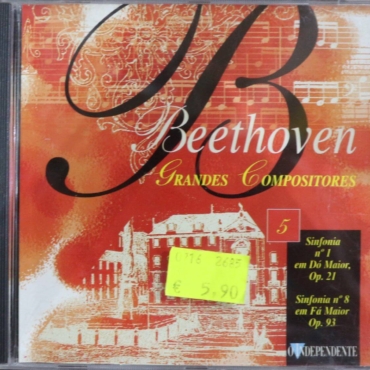 B
Beethoven
GRANDES COMPOSITORES
5
Sinfonia
nº 1
em Dó Maior,
Op. 21
Sinfonia nº 8
em Fá Maior
Op. 93
€ 5,90
O INDEPENDENTE